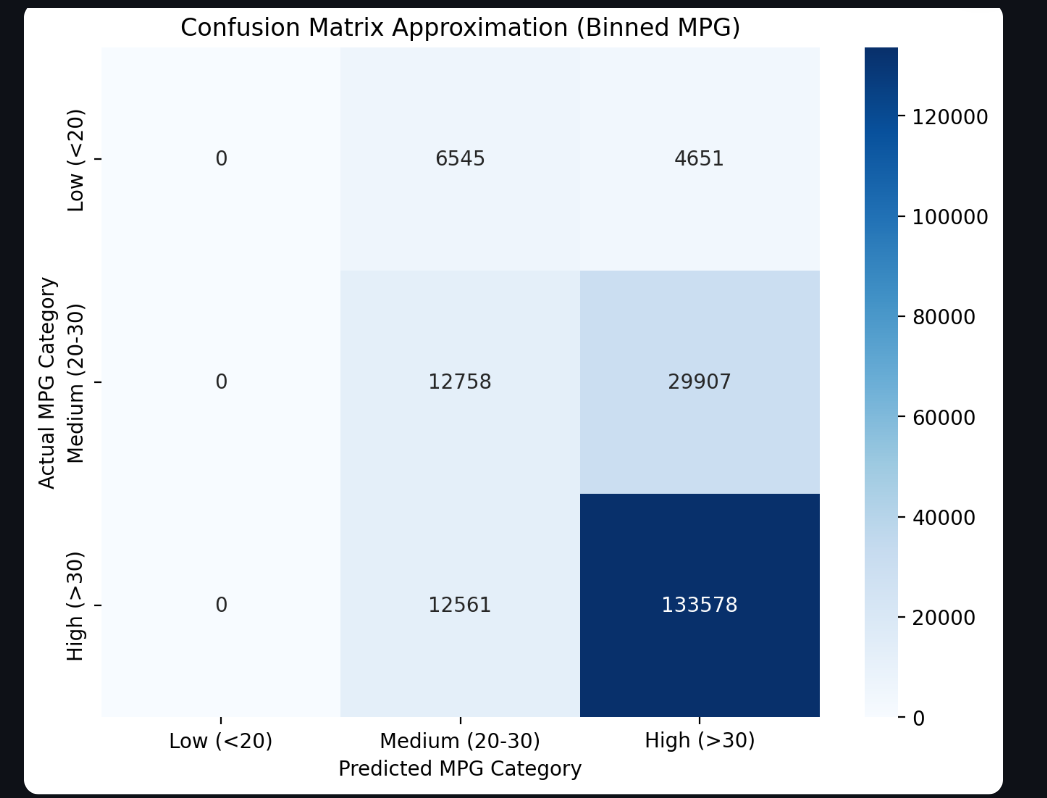 Confusion Matrix Approximation (Binned MPG)
Actual MPG Category
Low (<20)
0 6545 4651
Medium (20-30)
0 12758 29907
High (>30)
0 12561 133578
Low (<20) Medium (20-30) High (>30)
Predicted MPG Category
120000
100000
80000
60000
40000
20000
0